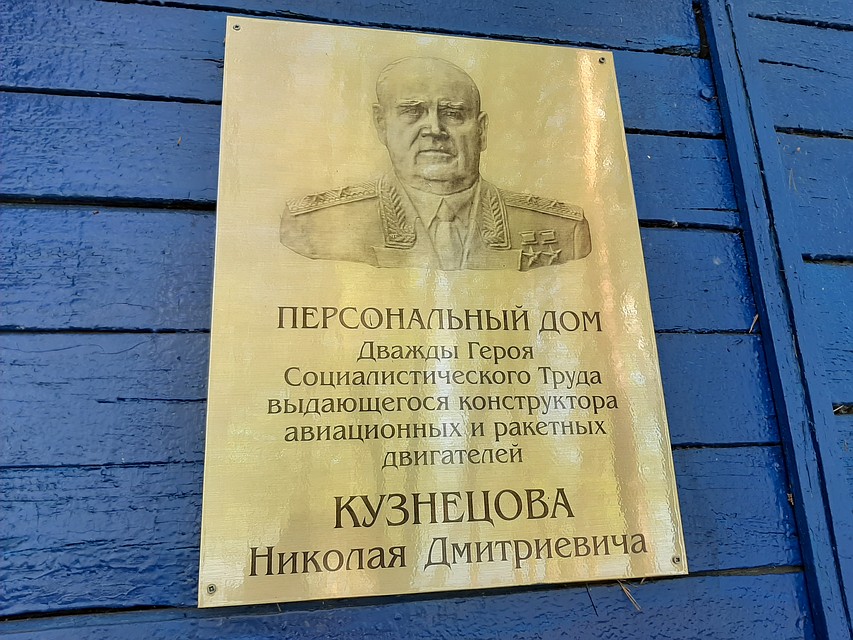 ПЕРСОНАЛЬНЫЙ ДОМ
Дважды Героя
Социалистического Труда
выдающегося конструктора
авиационных и ракетных
двигателей
КУЗНЕЦОВА
Николая Дмитриевича